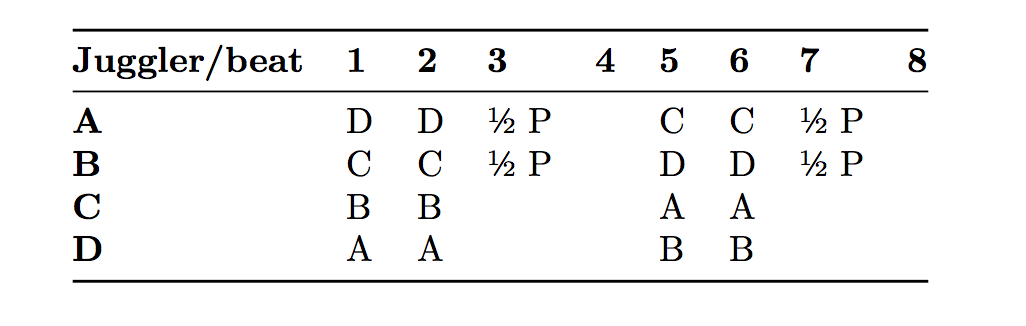 Juggler/beat 1 2 3 4 5 6 7 8
A D D ½ P C C ½ P
B C C ½ P D D ½ P
C B B A A
D A A B B